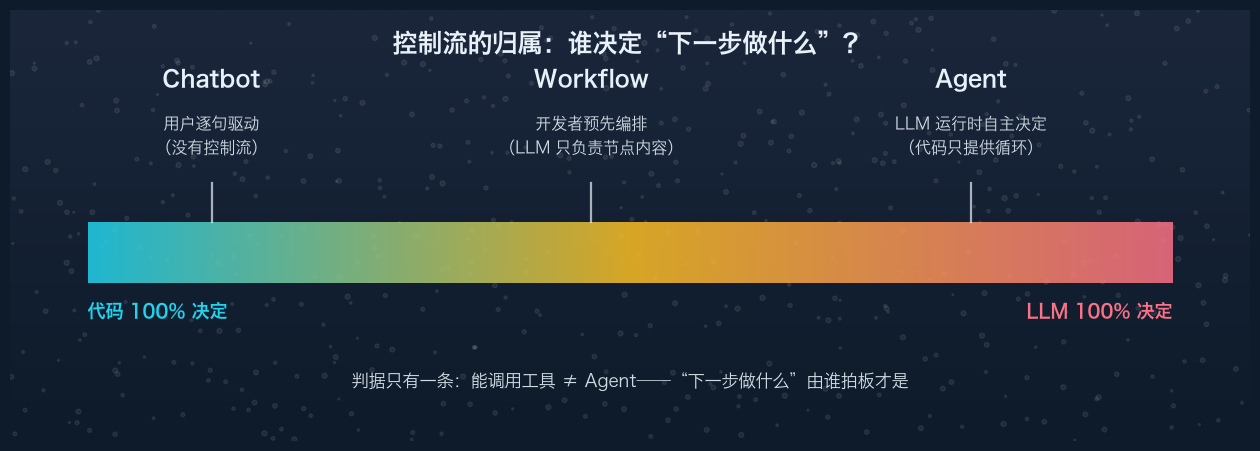 控制流的归属：谁决定“下一步做什么”？
Chatbot
用户逐句驱动
（没有控制流）
Workflow
开发者预先编排
（LLM 只负责节点内容）
Agent
LLM 运行时自主决定
（代码只提供循环）
代码 100% 决定
LLM 100% 决定
判据只有一条：能调用工具 ≠ Agent——“下一步做什么”由谁拍板才是